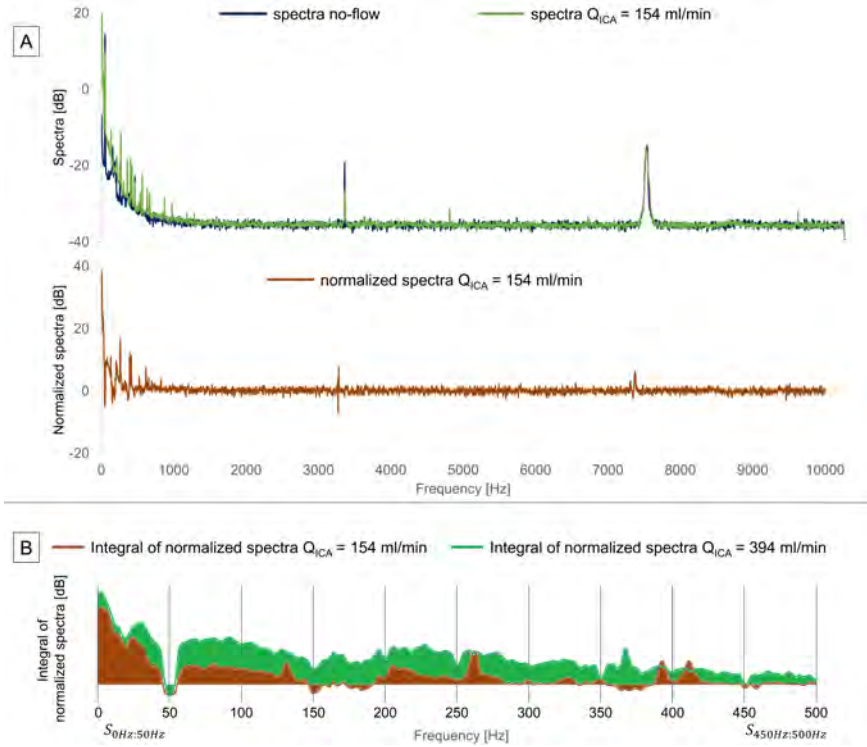 A
spectra no-flow
spectra Q_ICA = 154 ml/min
Spectra [dB]
20
0
-20
-40
normalized spectra Q_ICA = 154 ml/min
Normalized spectra [dB]
40
20
0
-20
0 1000 2000 3000 4000 5000 6000 7000 8000 9000 10000
Frequency [Hz]
B
Integral of normalized spectra Q_ICA = 154 ml/min
Integral of normalized spectra Q_ICA = 394 ml/min
Integral of
normalized spectra [dB]
0 50 100 150 200 250 300 350 400 450 500
S_0Hz:50Hz
Frequency [Hz]
S_450Hz:500Hz